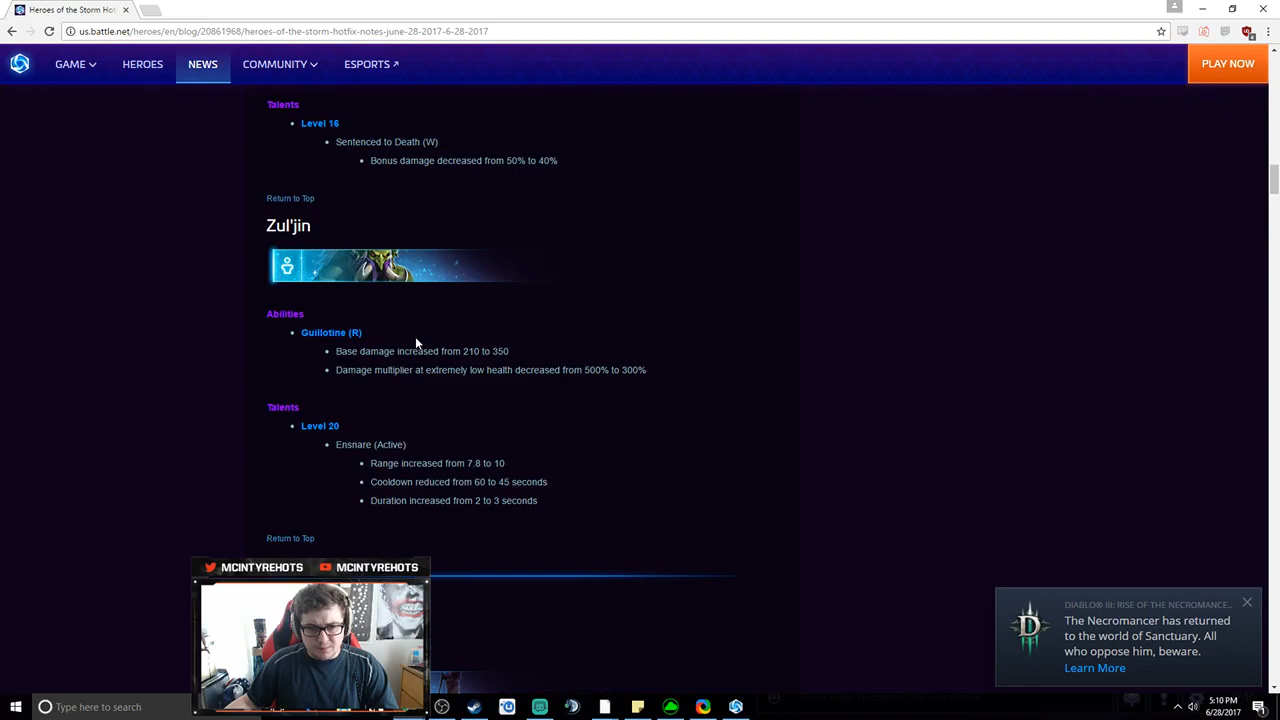 Heroes of the Storm Hot
us.battle.net/heroes/en/blog/20861968/heroes-of-the-storm-hotfix-notes-june-28-2017-6-28-2017
GAME HEROES NEWS COMMUNITY ESPORTS PLAY NOW
Talents
Level 16
Sentenced to Death (W)
Bonus damage decreased from 50% to 40%
Return to Top
Zul'jin
Abilities
Guillotine (R)
Base damage increased from 210 to 350
Damage multiplier at extremely low health decreased from 500% to 300%
Talents
Level 20
Ensnare (Active)
Range increased from 7.8 to 10
Cooldown reduced from 60 to 45 seconds
Duration increased from 2 to 3 seconds
Return to Top
MCINTYREHOTS MCINTYREHOTS
DIABLO® III: RISE OF THE NECROMANCE...
The Necromancer has returned
to the world of Sanctuary. All
who oppose him, beware.
Learn More
Type here to search
5:10 PM
6/28/2017